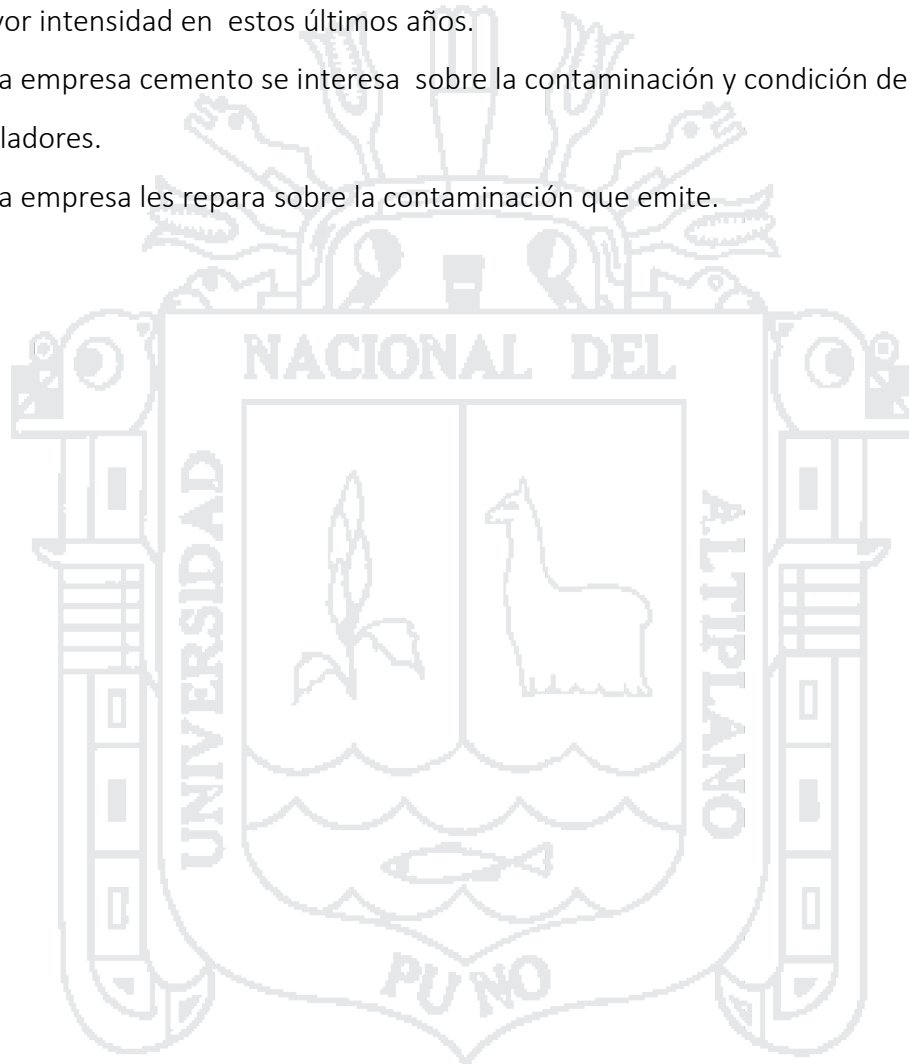 vor intensidad en estos últimos años.
a empresa cemento se interesa sobre la contaminación y condición de
ladores.
a empresa les repara sobre la contaminación que emite.
NACIONAL DEL
UNIVERSIDAD
ALTIPLANO
PUNO